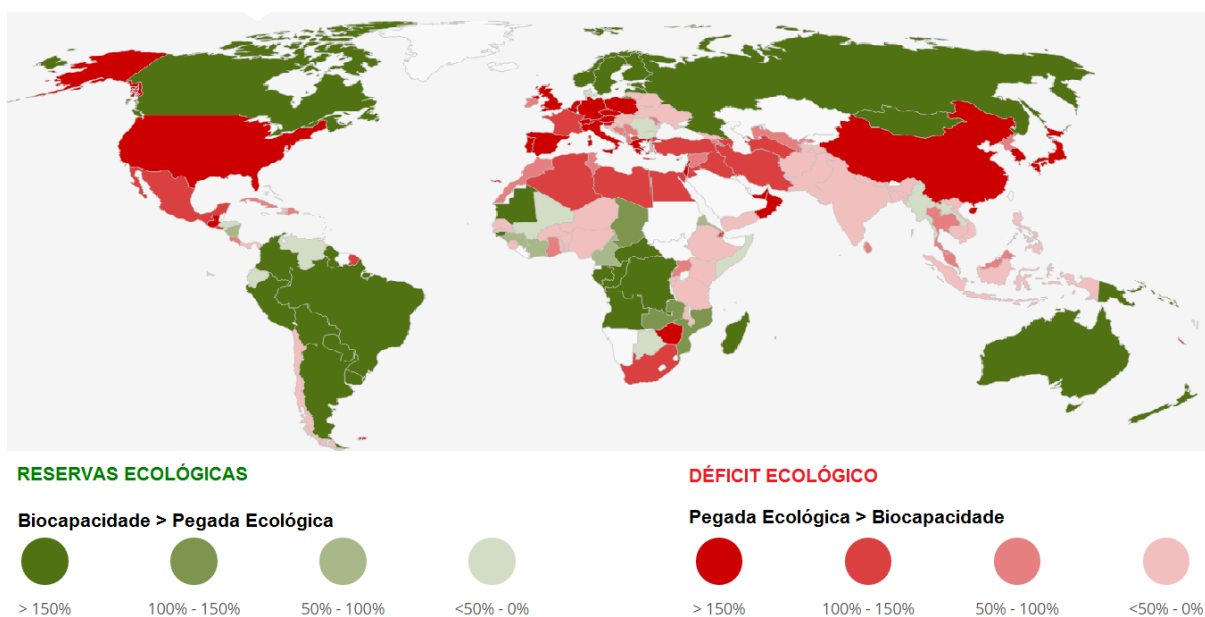 RESERVAS ECOLÓGICAS
Biocapacidade > Pegada Ecológica
> 150%
100% - 150%
50% - 100%
<50% - 0%
DÉFICIT ECOLÓGICO
Pegada Ecológica > Biocapacidade
> 150%
100% - 150%
50% - 100%
<50% - 0%